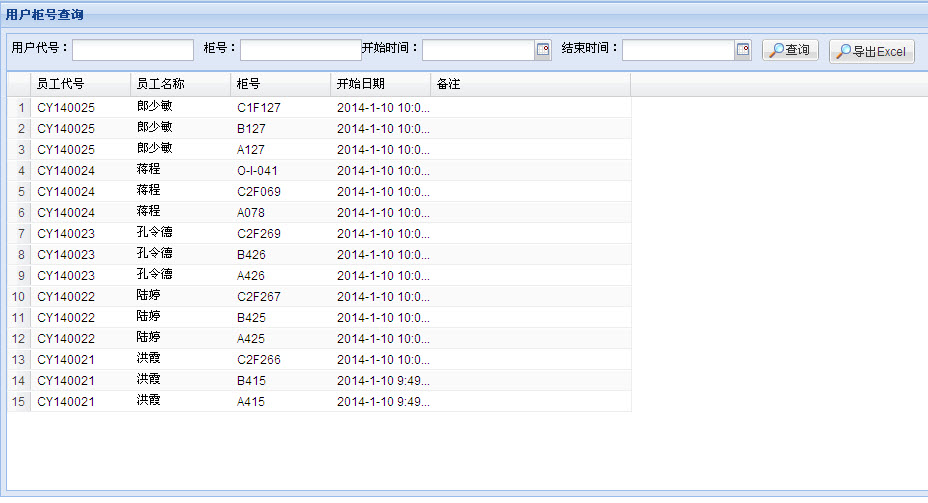 用户柜号查询
用户代号： 柜号： 开始时间： 结束时间： 查询 导出Excel
员工代号 员工名称 柜号 开始日期 备注
1 CY140025 郎少敏 C1F127 2014-1-10 10:0...
2 CY140025 郎少敏 B127 2014-1-10 10:0...
3 CY140025 郎少敏 A127 2014-1-10 10:0...
4 CY140024 蒋程 O-I-041 2014-1-10 10:0...
5 CY140024 蒋程 C2F069 2014-1-10 10:0...
6 CY140024 蒋程 A078 2014-1-10 10:0...
7 CY140023 孔令德 C2F269 2014-1-10 10:0...
8 CY140023 孔令德 B426 2014-1-10 10:0...
9 CY140023 孔令德 A426 2014-1-10 10:0...
10 CY140022 陆婷 C2F267 2014-1-10 10:0...
11 CY140022 陆婷 B425 2014-1-10 10:0...
12 CY140022 陆婷 A425 2014-1-10 10:0...
13 CY140021 洪霞 C2F266 2014-1-10 10:0...
14 CY140021 洪霞 B415 2014-1-10 9:49...
15 CY140021 洪霞 A415 2014-1-10 9:49...